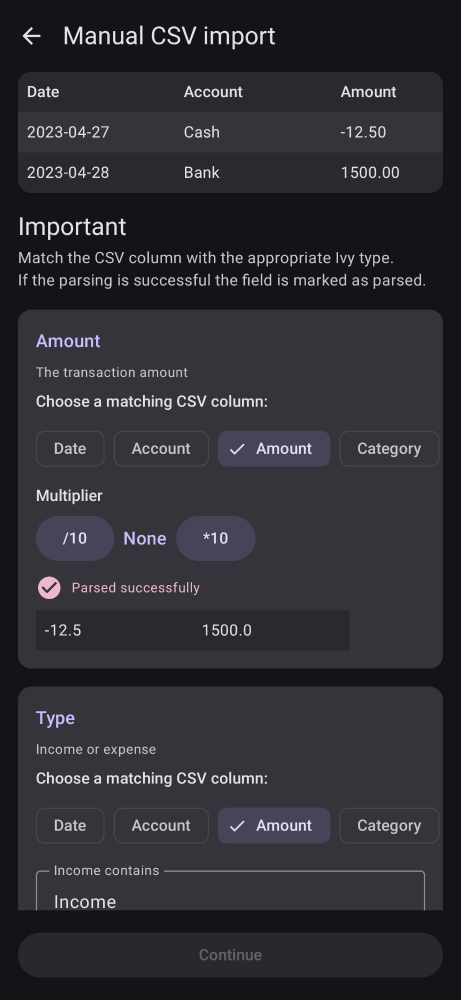 Manual CSV import
Date Account Amount
2023-04-27 Cash -12.50
2023-04-28 Bank 1500.00
Important
Match the CSV column with the appropriate Ivy type.
If the parsing is successful the field is marked as parsed.
Amount
The transaction amount
Choose a matching CSV column:
Date Account Amount Category
Multiplier
/10 None *10
Parsed successfully
-12.5 1500.0
Type
Income or expense
Choose a matching CSV column:
Date Account Amount Category
Income contains
Income
Continue